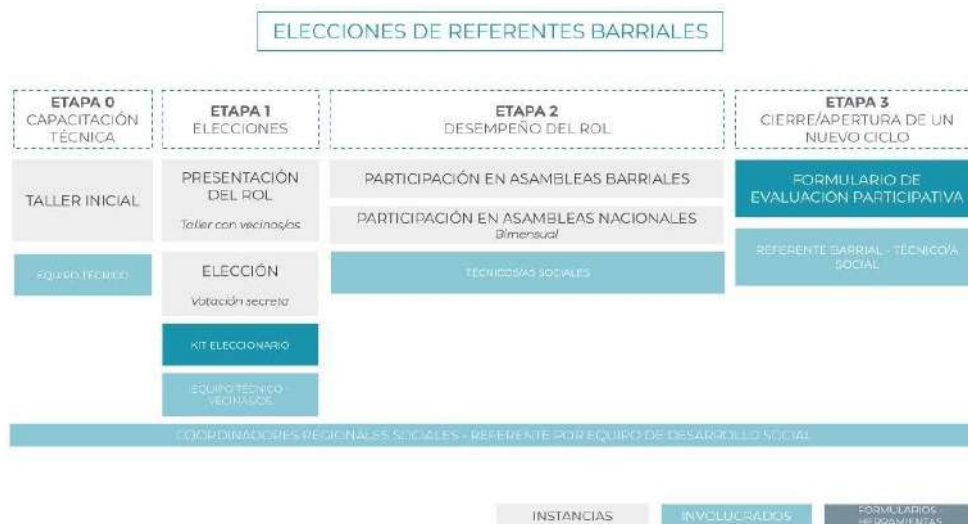 ELECCIONES DE REFERENTES BARRIALES
ETAPA 0
CAPACITACIÓN
TÉCNICA
TALLER INICIAL
EQUIPO TÉCNICO
ETAPA 1
ELECCIONES
PRESENTACIÓN
DEL ROL
Taller con vecinos/as
ELECCIÓN
Votación secreta
KIT ELECCIONARIO
EQUIPO TÉCNICO -
VECINAS/OS
ETAPA 2
DESEMPEÑO DEL ROL
PARTICIPACIÓN EN ASAMBLEAS BARRIALES
PARTICIPACIÓN EN ASAMBLEAS NACIONALES
Bimensual
TÉCNICOS/AS SOCIALES
ETAPA 3
CIERRE/APERTURA DE UN
NUEVO CICLO
FORMULARIO DE
EVALUACIÓN PARTICIPATIVA
REFERENTE BARRIAL - TÉCNICO/A
SOCIAL
COORDINADORES REGIONALES SOCIALES - REFERENTE POR EQUIPO DE DESARROLLO SOCIAL
INSTANCIAS
INVOLUCRADOS
FORMULARIOS -
HERRAMIENTAS